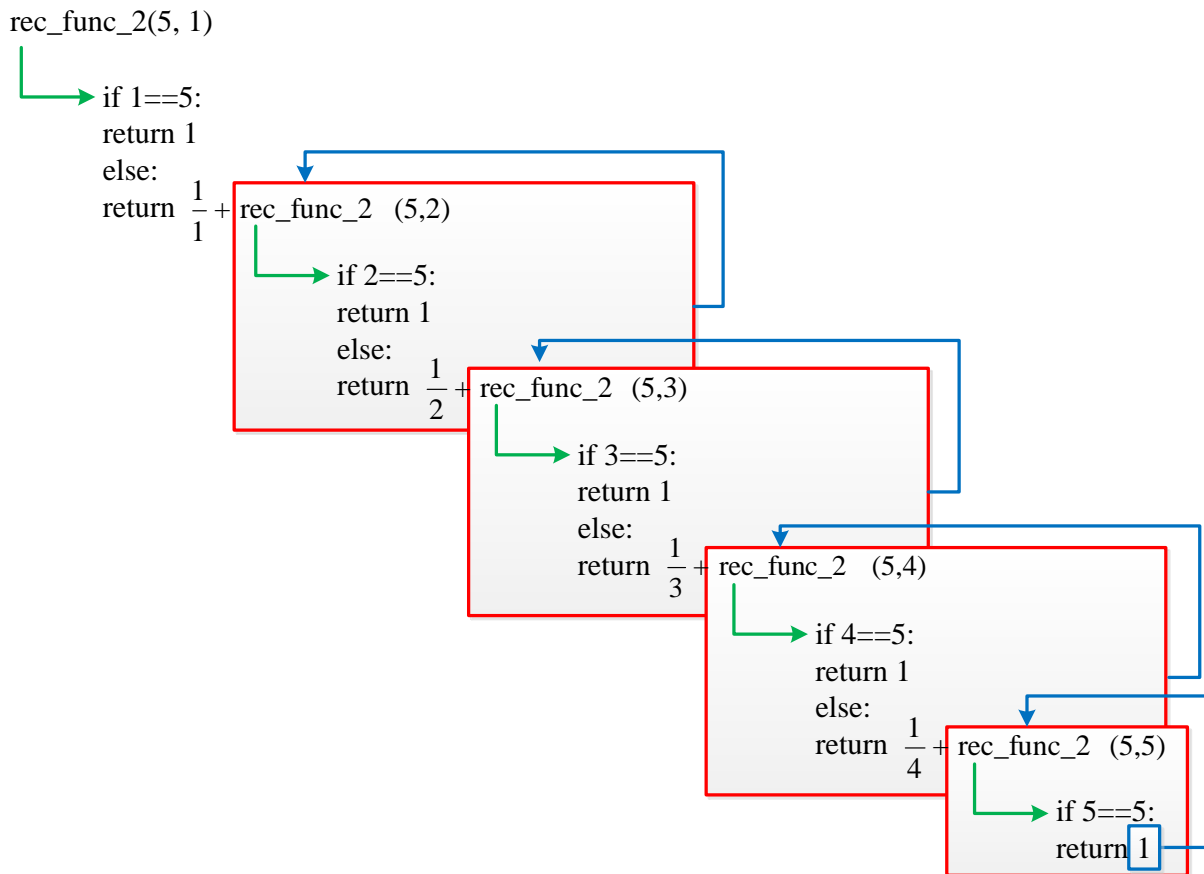 rec_func_2(5, 1)
if 1==5:
return 1
else:
return 1/1 + rec_func_2 (5,2)
if 2==5:
return 1
else:
return 1/2 + rec_func_2 (5,3)
if 3==5:
return 1
else:
return 1/3 + rec_func_2 (5,4)
if 4==5:
return 1
else:
return 1/4 + rec_func_2 (5,5)
if 5==5:
return 1